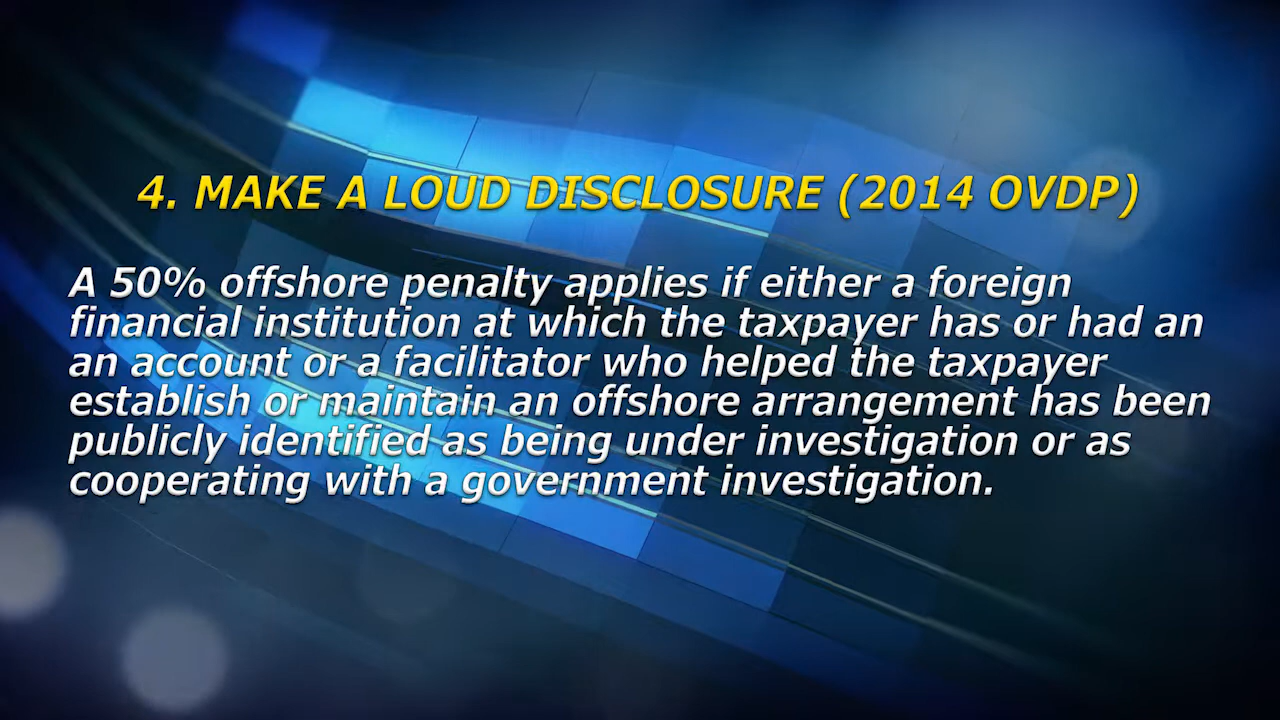 4. MAKE A LOUD DISCLOSURE (2014 OVDP)
A 50% offshore penalty applies if either a foreign
financial institution at which the taxpayer has or had an
an account or a facilitator who helped the taxpayer
establish or maintain an offshore arrangement has been
publicly identified as being under investigation or as
cooperating with a government investigation.